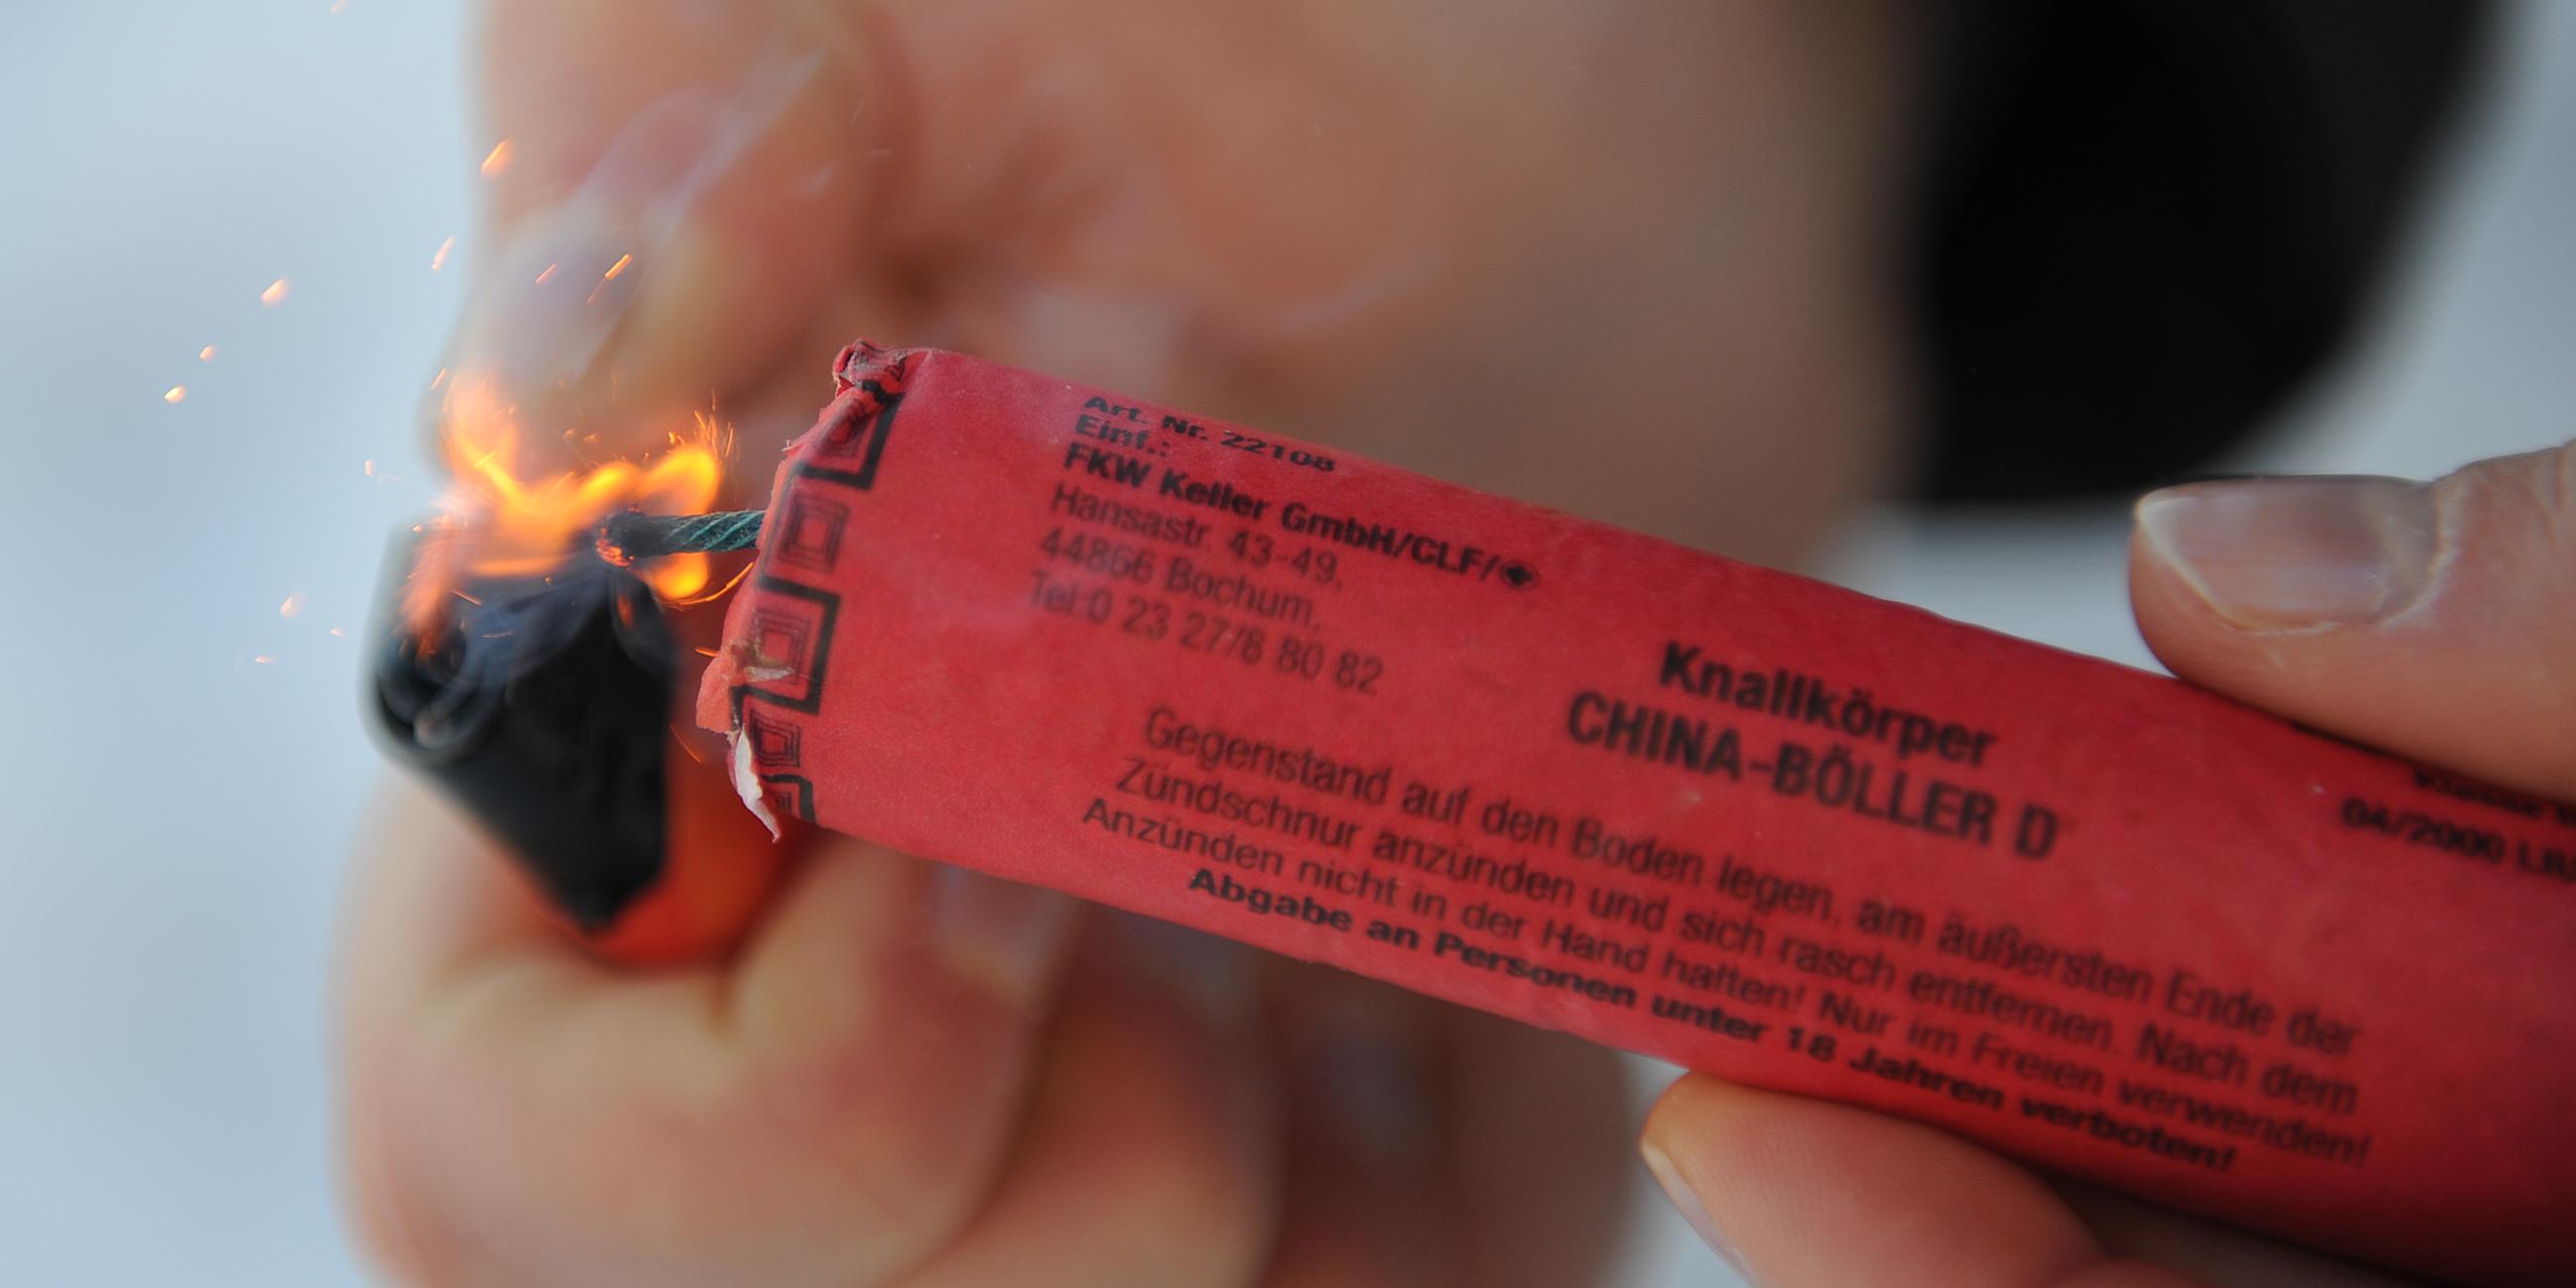 Art. Nr. 22108
Einf.:
FKW Keller GmbH/CLF/
Hansastr. 43-49,
44866 Bochum,
Tel:0 23 27/8 80 82
Knallkörper
CHINA-BÖLLER D
Gegenstand auf den Boden legen, am äußersten Ende der
Zündschnur anzünden und sich rasch entfernen. Nach dem
Anzünden nicht in der Hand halten! Nur im Freien verwenden!
Abgabe an Personen unter 18 Jahren verboten!
04/2000